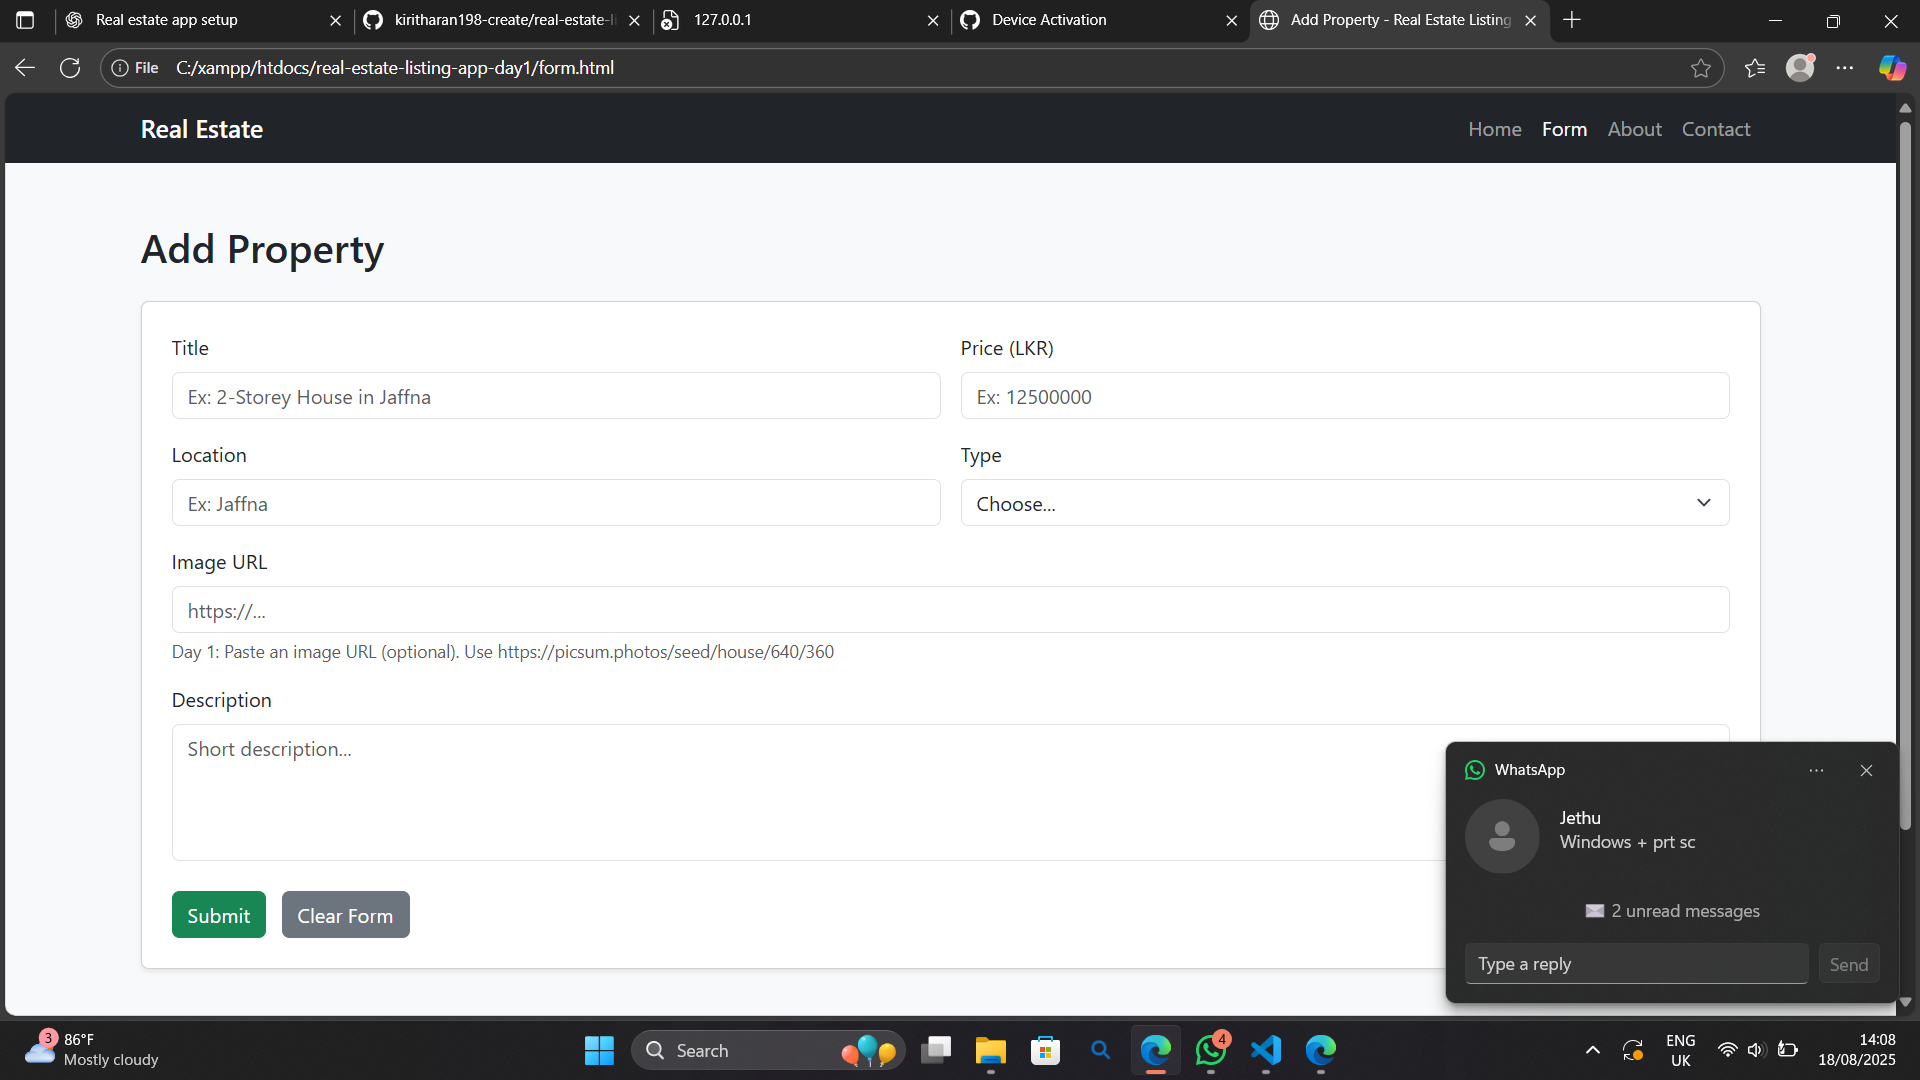 Real estate app setup
kiritharan198-create/real-estate-li
127.0.0.1
Device Activation
Add Property - Real Estate Listing
File
C:/xampp/htdocs/real-estate-listing-app-day1/form.html
Real Estate
Home
Form
About
Contact
Add Property
Title
Price (LKR)
Ex: 2-Storey House in Jaffna
Ex: 12500000
Location
Type
Ex: Jaffna
Choose...
Image URL
https://...
Day 1: Paste an image URL (optional). Use https://picsum.photos/seed/house/640/360
Description
Short description...
Submit
Clear Form
WhatsApp
Jethu
Windows + prt sc
2 unread messages
Type a reply
Send
3
86°F
Mostly cloudy
Search
4
ENG
UK
14:08
18/08/2025